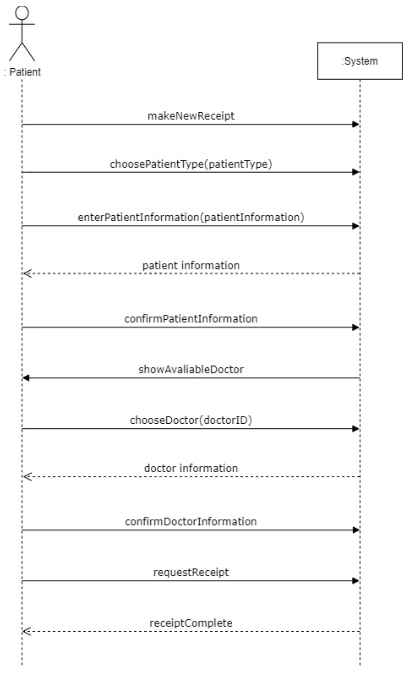 : Patient
:System
makeNewReceipt
choosePatientType(patientType)
enterPatientInformation(patientInformation)
patient information
confirmPatientInformation
showAvaliableDoctor
chooseDoctor(doctorID)
doctor information
confirmDoctorInformation
requestReceipt
receiptComplete